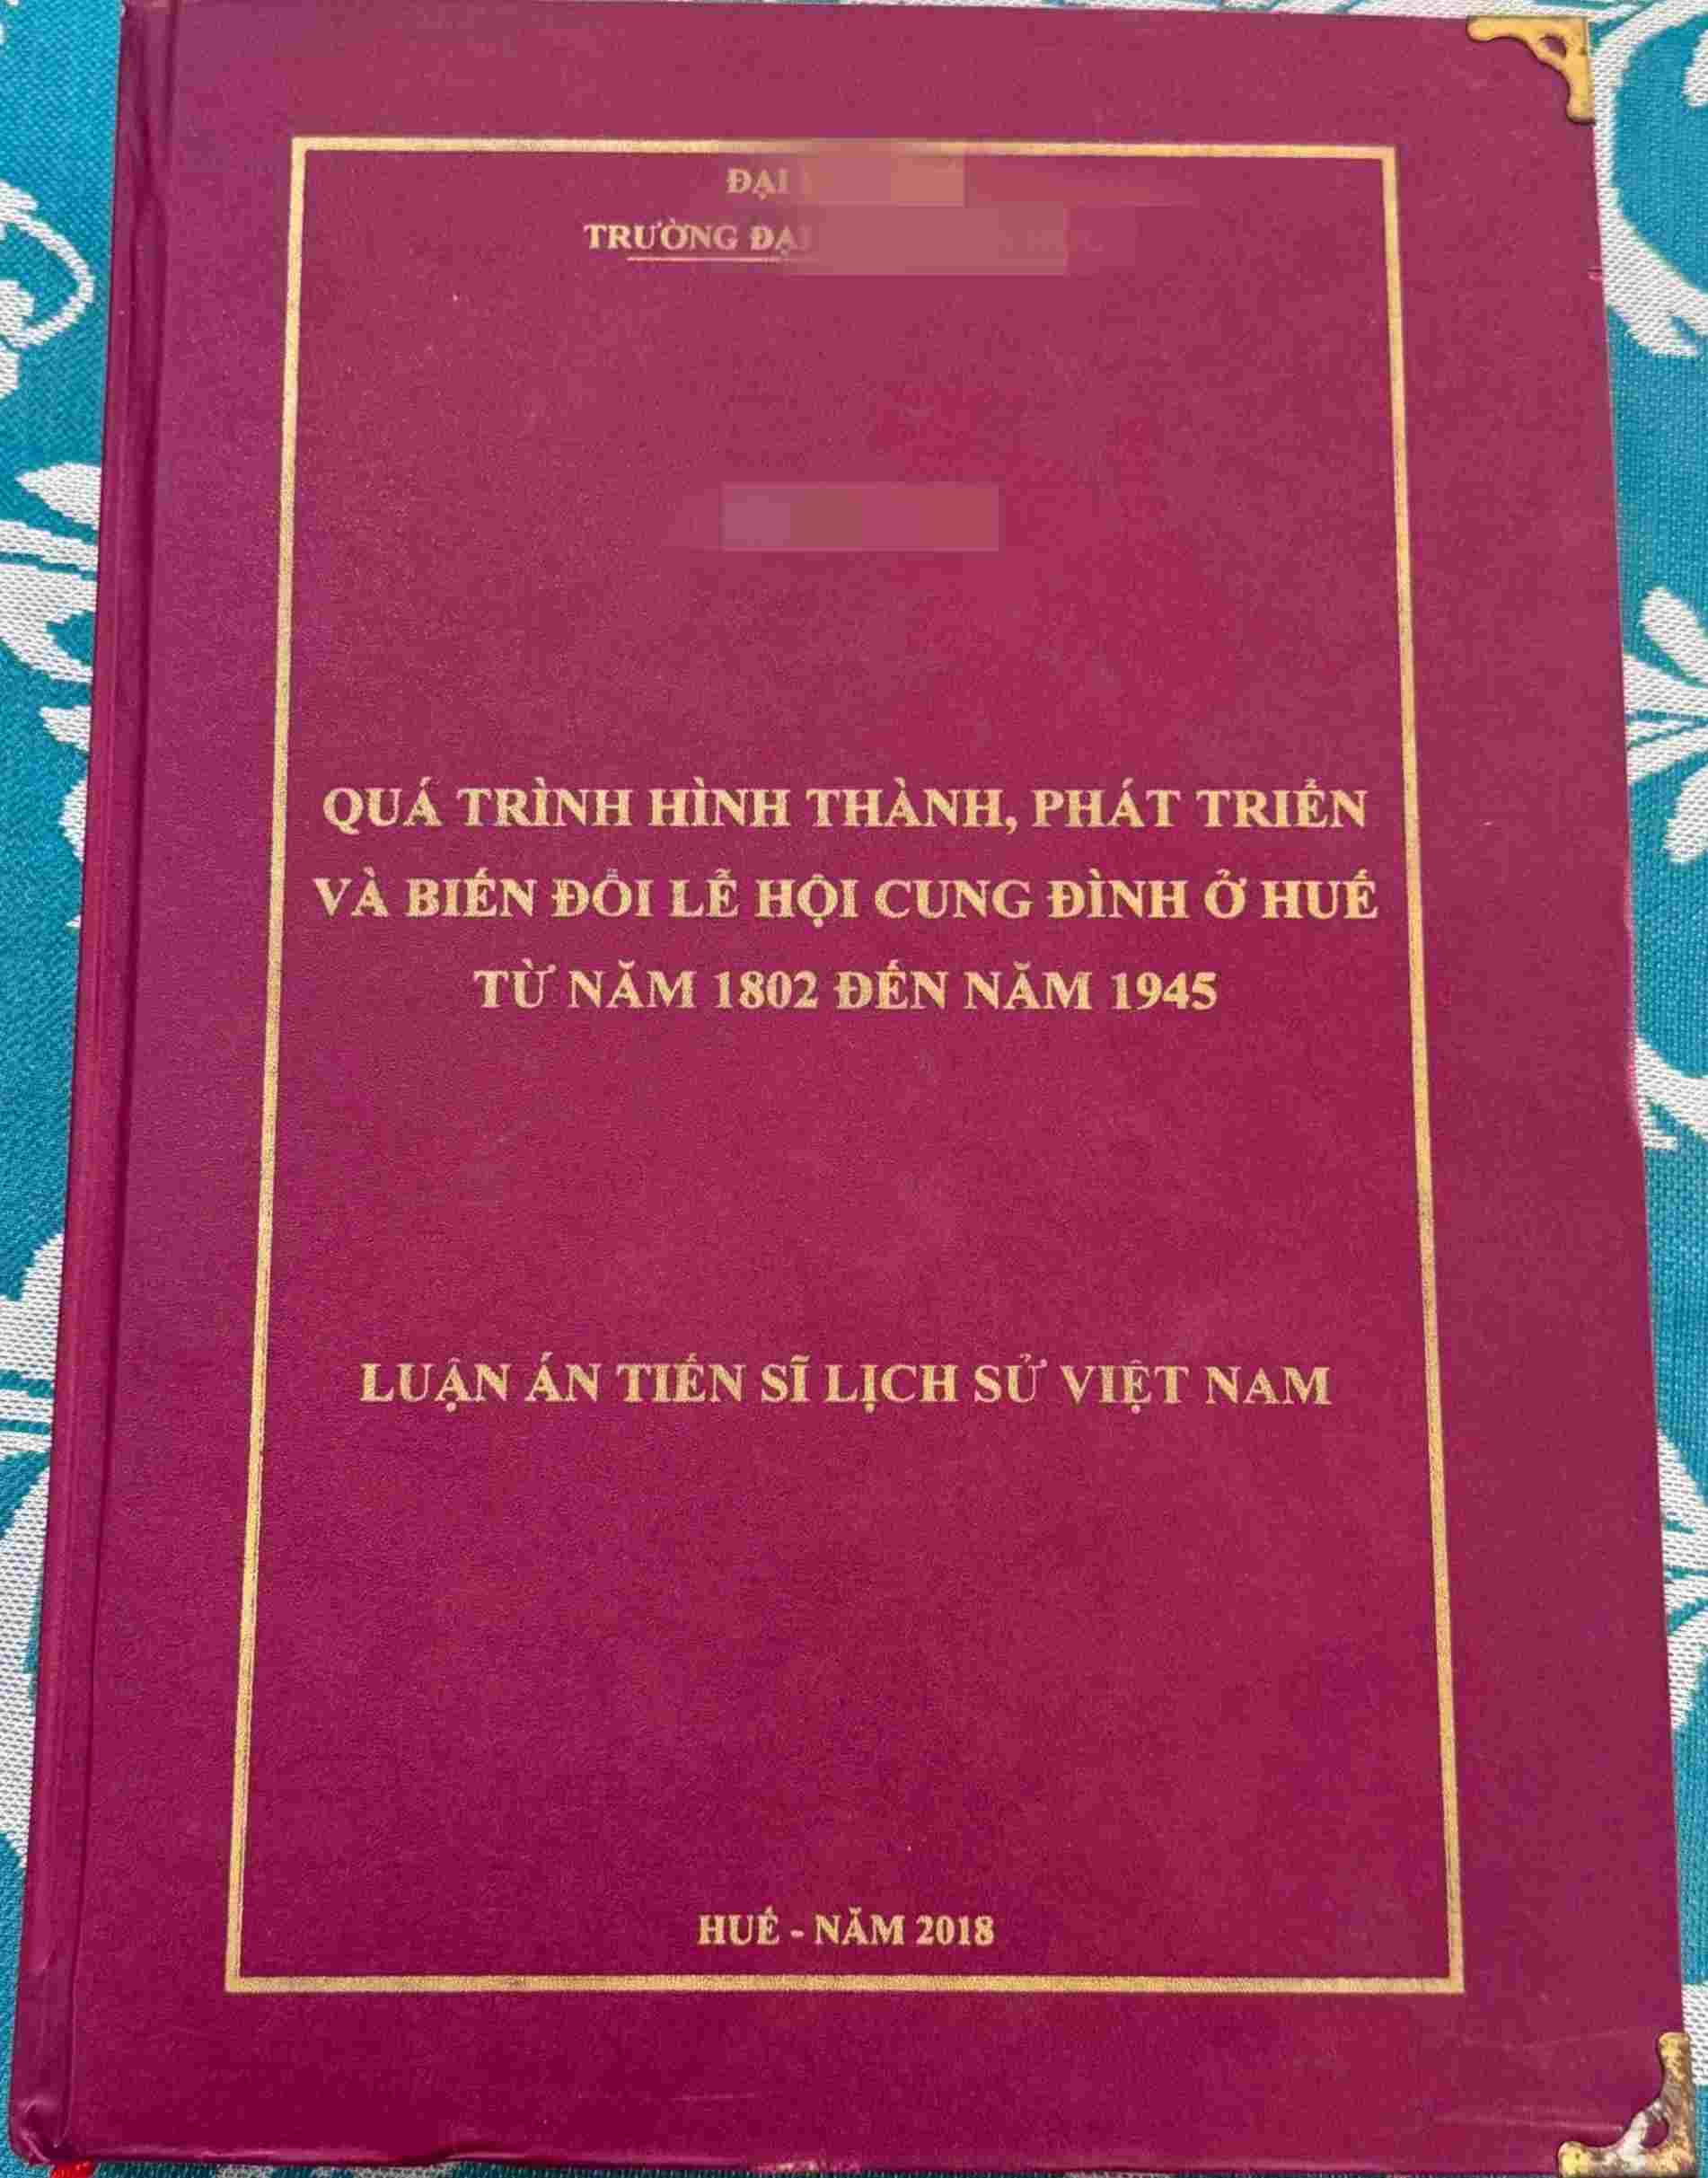 ĐẠI
TRƯỜNG ĐẠI
QUÁ TRÌNH HÌNH THÀNH, PHÁT TRIỂN
VÀ BIẾN ĐỔI LỄ HỘI CUNG ĐÌNH Ở HUẾ
TỪ NĂM 1802 ĐẾN NĂM 1945
LUẬN ÁN TIẾN SĨ LỊCH SỬ VIỆT NAM
HUẾ - NĂM 2018